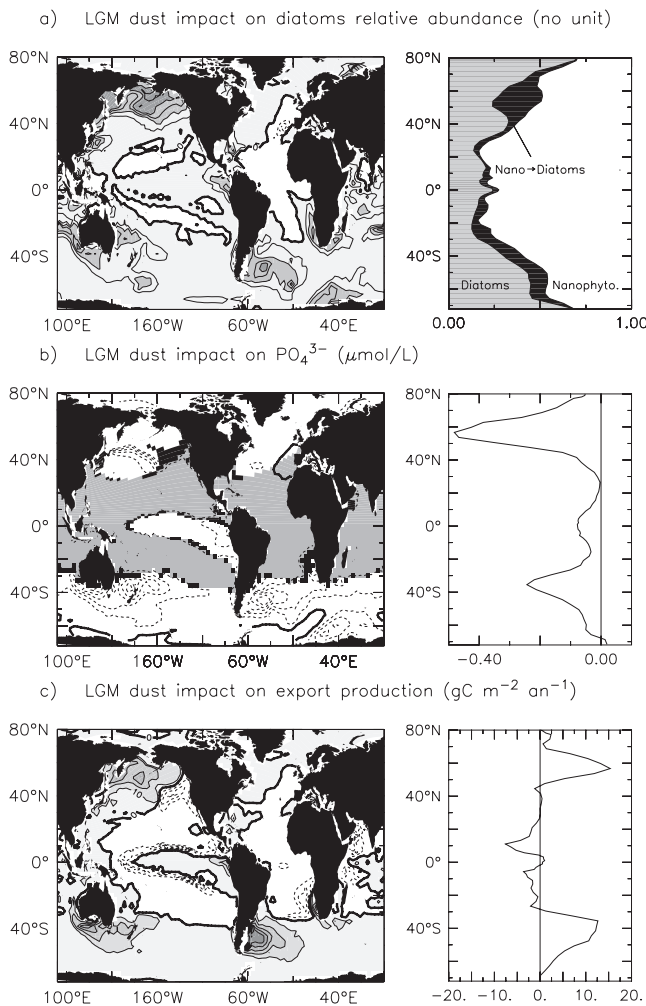 a) LGM dust impact on diatoms relative abundance (no unit)
80°N
80°N
40°N
40°N
Nano→Diatoms
0°
0°
40°S
40°S
Diatoms
Nanophyto.
100°E 160°W 60°W 40°E
0.00 1.00
b) LGM dust impact on PO₄³⁻ (μmol/L)
80°N
80°N
40°N
40°N
0°
0°
40°S
40°S
100°E 160°W 60°W 40°E
-0.40 0.00
c) LGM dust impact on export production (gC m⁻² an⁻¹)
0
80°N
80°N
10
40°N
40°N
0°
0°
40°S
40°S
100°E 160°W 60°W 40°E
-20. -10. 0. 10. 20.